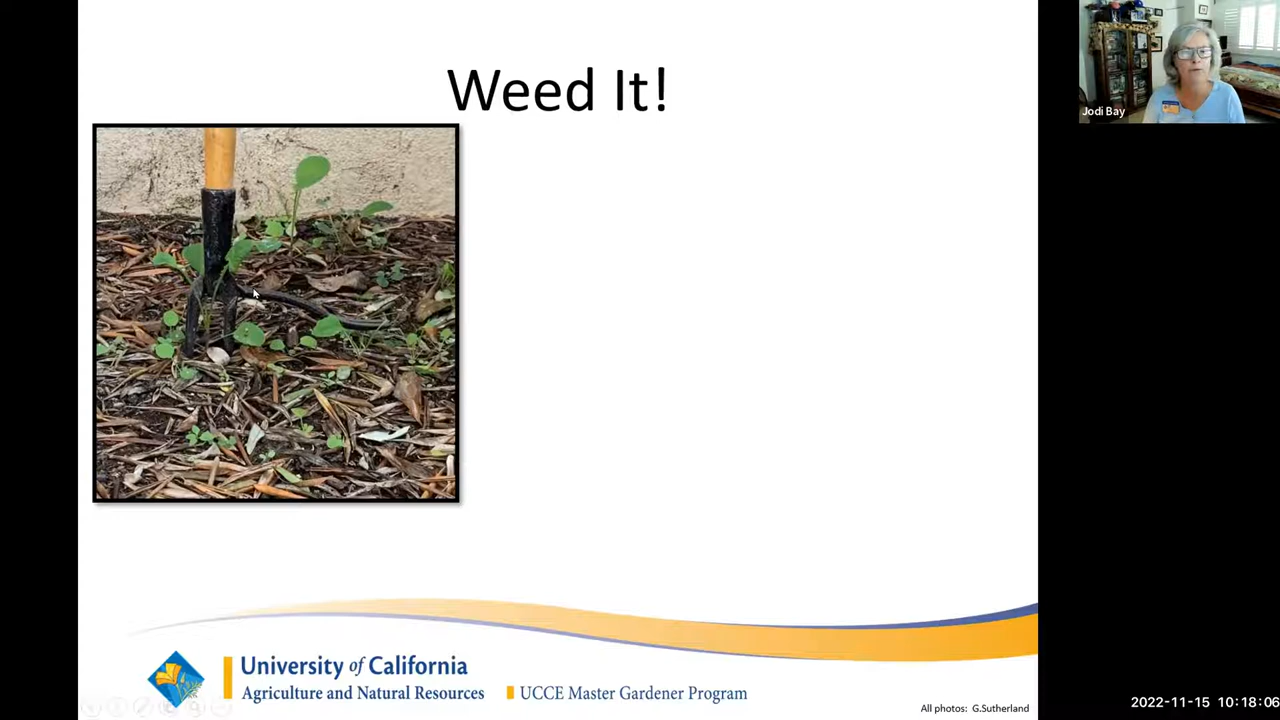 Weed It!
Jodi Bay
University of California
Agriculture and Natural Resources
UCCE Master Gardener Program
All photos: G.Sutherland
2022-11-15 10:18:06